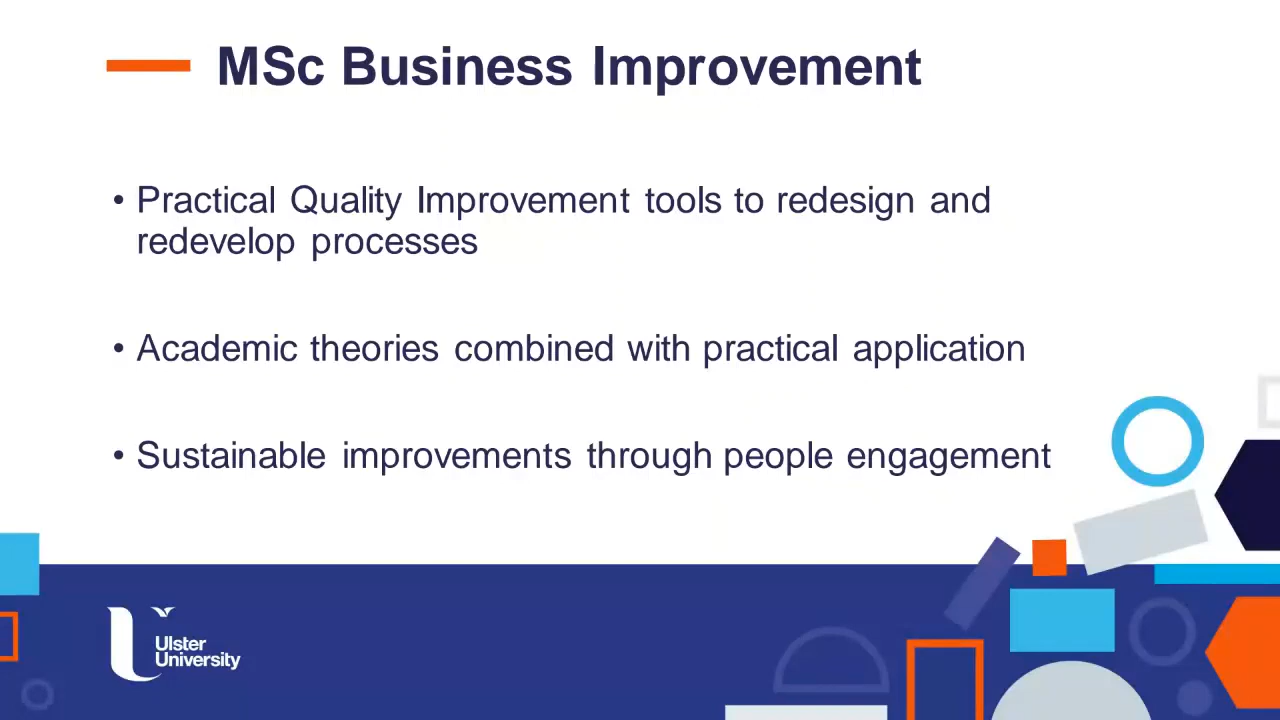 MSc Business Improvement
• Practical Quality Improvement tools to redesign and
redevelop processes
• Academic theories combined with practical application
• Sustainable improvements through people engagement
Ulster
University